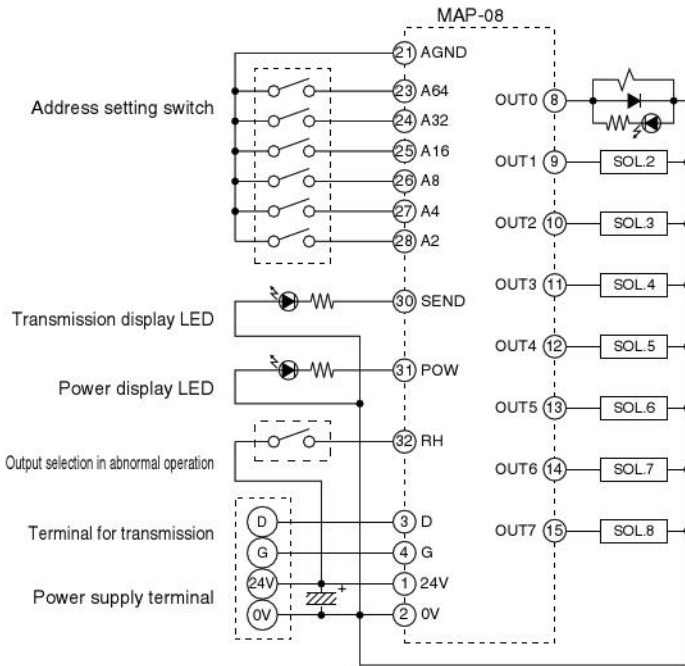 MAP-08
21 AGND
Address setting switch
23 A64
24 A32
25 A16
26 A8
27 A4
28 A2
Transmission display LED
30 SEND
Power display LED
31 POW
Output selection in abnormal operation
32 RH
Terminal for transmission
D
3 D
G
4 G
Power supply terminal
24V
+
1 24V
0V
2 0V
OUT0 8
OUT1 9 SOL.2
OUT2 10 SOL.3
OUT3 11 SOL.4
OUT4 12 SOL.5
OUT5 13 SOL.6
OUT6 14 SOL.7
OUT7 15 SOL.8